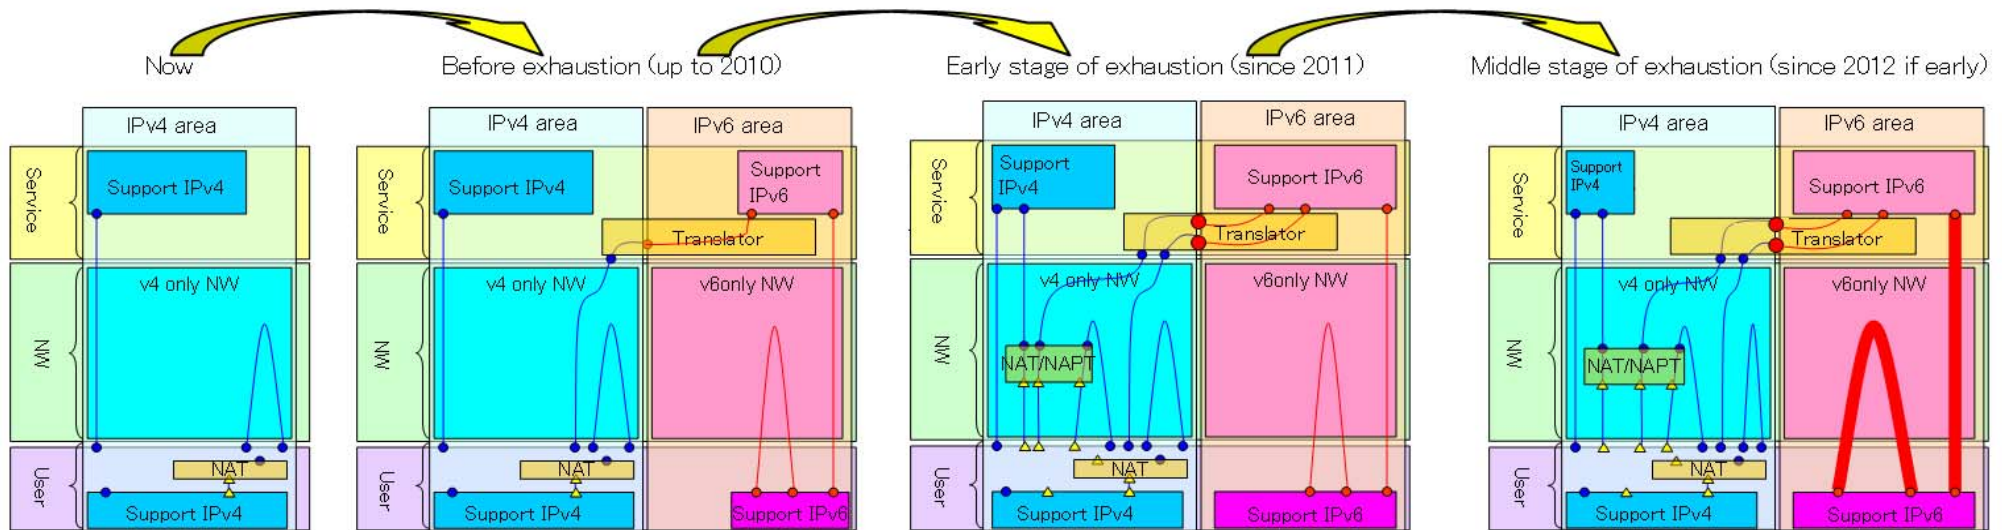 Now
Before exhaustion (up to 2010)
Early stage of exhaustion (since 2011)
Middle stage of exhaustion (since 2012 if early)
IPv4 area
Service
Support IPv4
v4 only NW
NW
User
NAT
Support IPv4
IPv4 area
IPv6 area
Service
Support IPv4
Support
IPv6
Translator
v4 only NW
v6only NW
NW
User
NAT
Support IPv4
Support IPv6
IPv4 area
IPv6 area
Service
Support
IPv4
Support IPv6
Translator
v4 only NW
v6only NW
NW
NAT/NAPT
User
NAT
Support IPv4
Support IPv6
IPv4 area
IPv6 area
Service
Support
IPv4
Support IPv6
Translator
v4 only NW
v6only NW
NW
NAT/NAPT
User
NAT
Support IPv4
Support IPv6